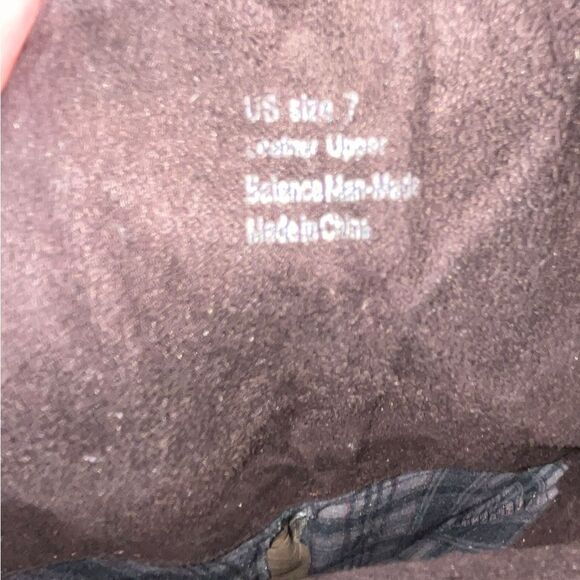 US size 7
Leather Upper
Balance Man-Made
Made in China